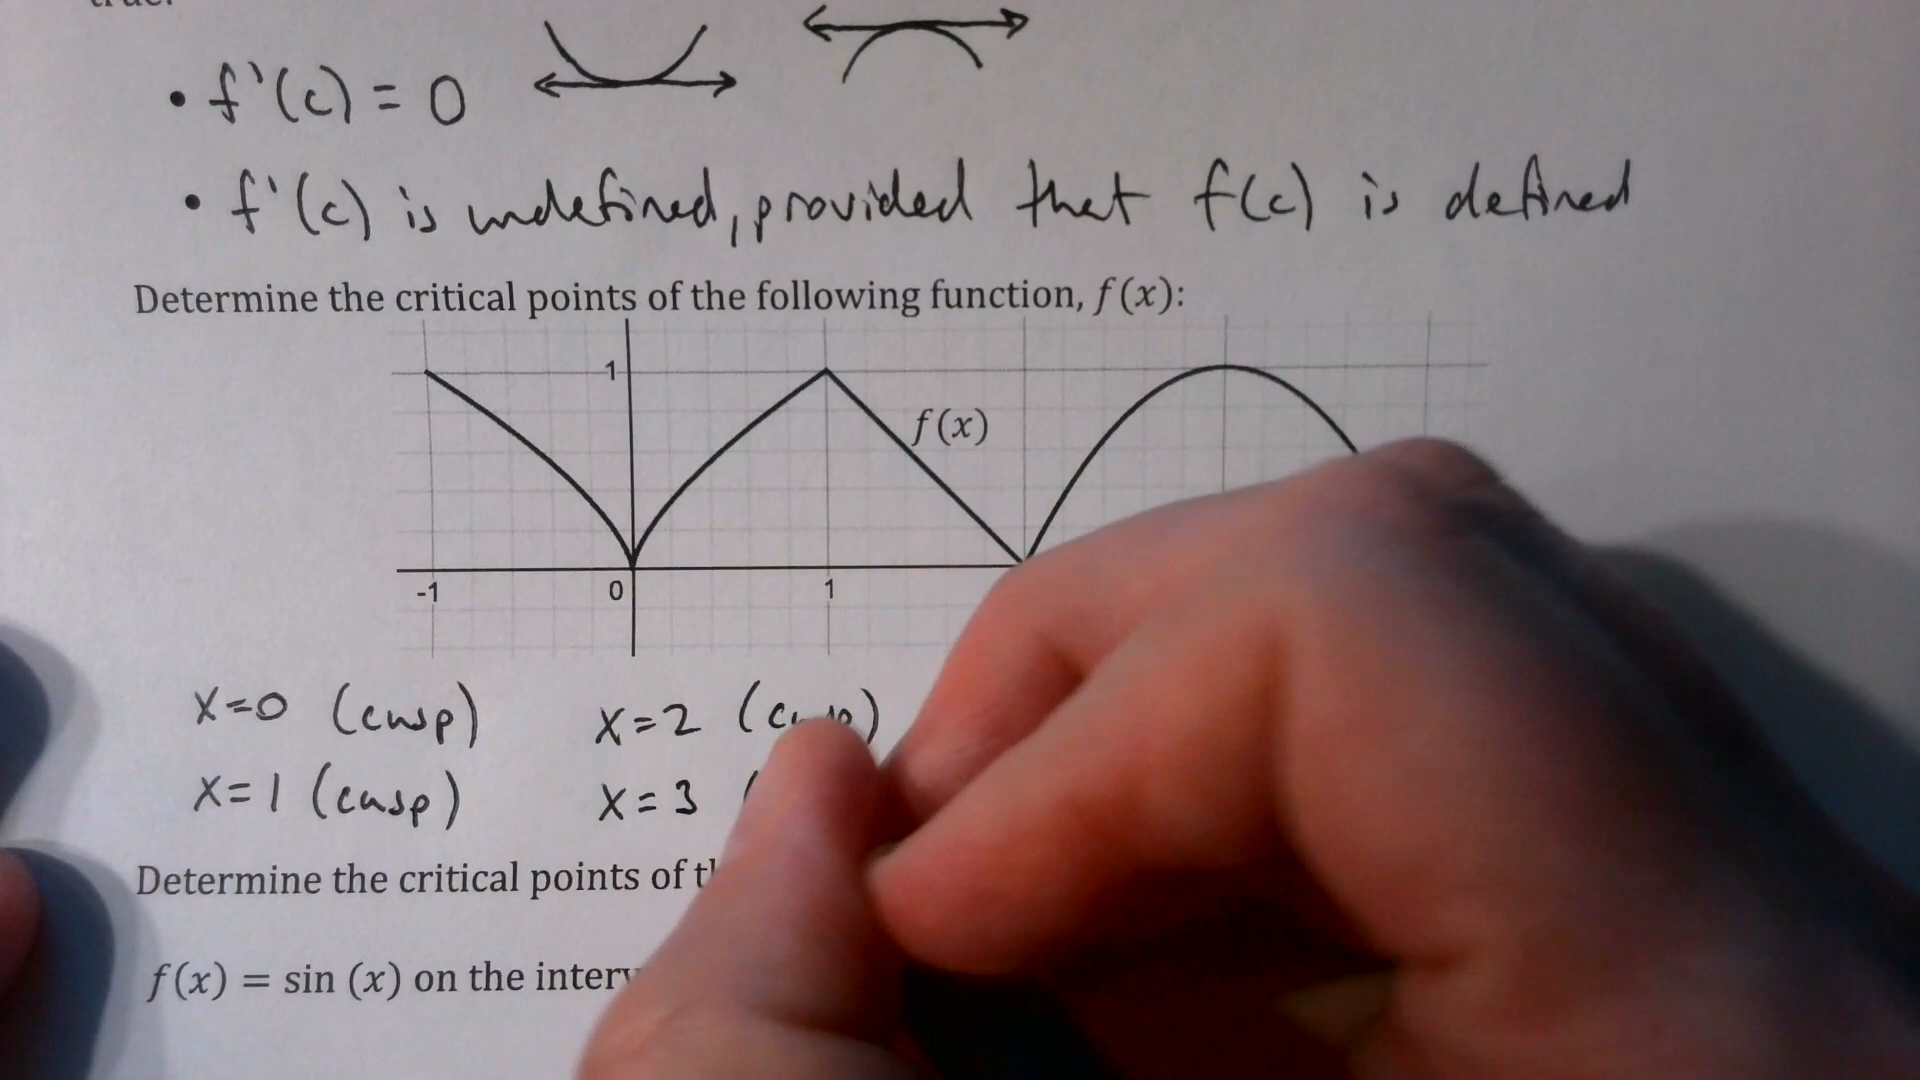 • f'(c) = 0
• f'(c) is undefined, provided that f(c) is defined
Determine the critical points of the following function, f(x):
1
f(x)
-1 0 1
x=0 (cusp) x=2 (cusp)
x=1 (cusp) x=3 (
Determine the critical points of
f(x) = sin (x) on the